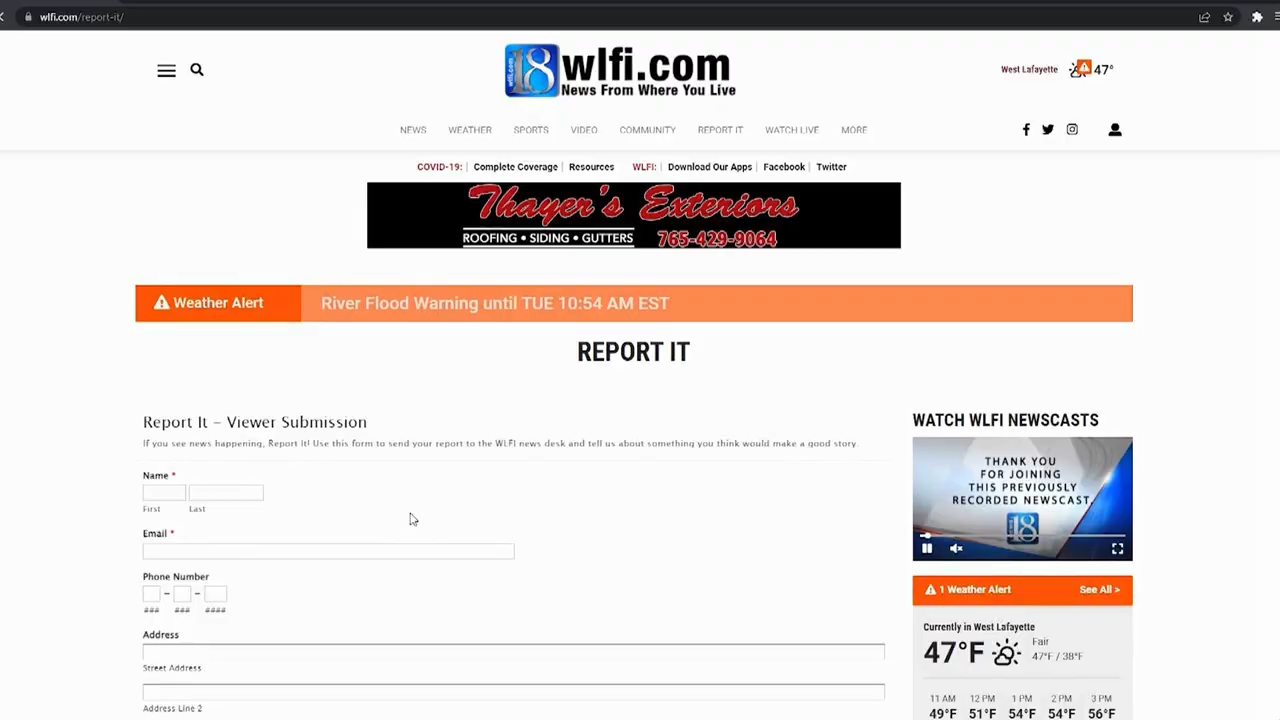 wlfi.com/report-it/
wlfi.com
18
wlfi.com
News From Where You Live
West Lafayette
47°
NEWS WEATHER SPORTS VIDEO COMMUNITY REPORT IT WATCH LIVE MORE
COVID-19: | Complete Coverage | Resources WLFI: | Download Our Apps | Facebook | Twitter
Thayer's Exteriors
ROOFING • SIDING • GUTTERS 765-429-9064
Weather Alert River Flood Warning until TUE 10:54 AM EST
REPORT IT
Report It – Viewer Submission
If you see news happening, Report It! Use this form to send your report to the WLFI news desk and tell us about something you think would make a good story.
Name *
First Last
Email *
Phone Number
– –
### ### ####
Address
Street Address
Address Line 2
WATCH WLFI NEWSCASTS
THANK YOU
FOR JOINING
THIS PREVIOUSLY
RECORDED NEWSCAST.
18
1 Weather Alert See All >
Currently in West Lafayette
47°F Fair
47°F / 38°F
11 AM 12 PM 1 PM 2 PM 3 PM
49°F 51°F 54°F 54°F 56°F